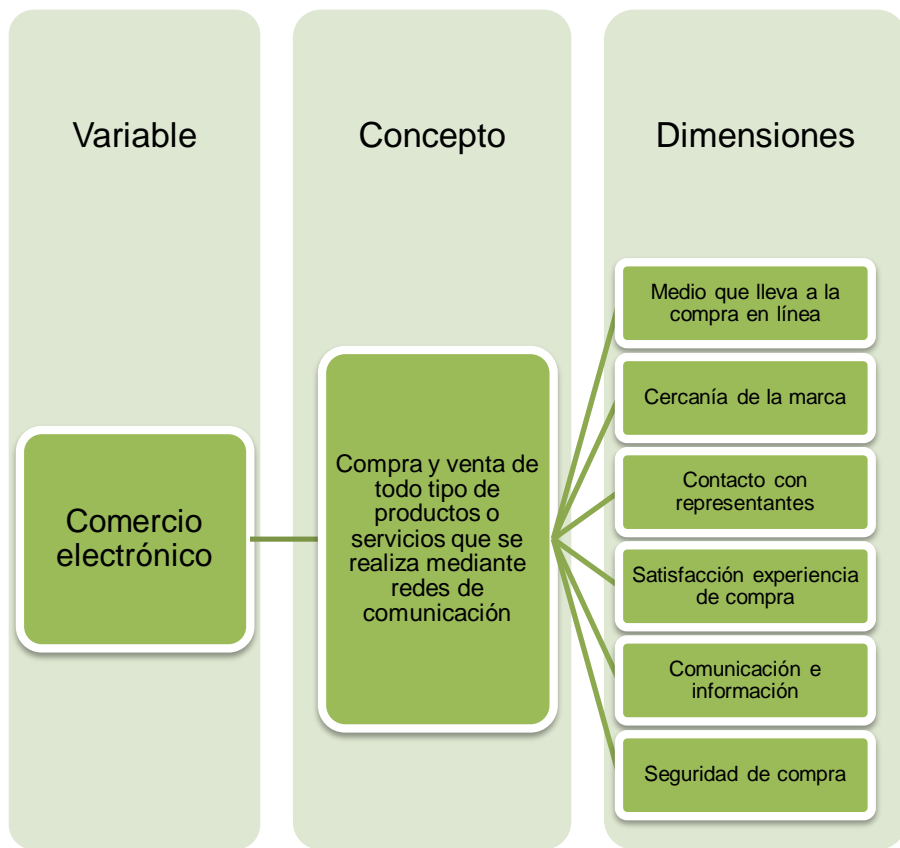 Variable
Concepto
Dimensiones
Comercio
electrónico
Compra y venta de
todo tipo de
productos o
servicios que se
realiza mediante
redes de
comunicación
Medio que lleva a la
compra en línea
Cercanía de la marca
Contacto con
representantes
Satisfacción experiencia
de compra
Comunicación e
información
Seguridad de compra